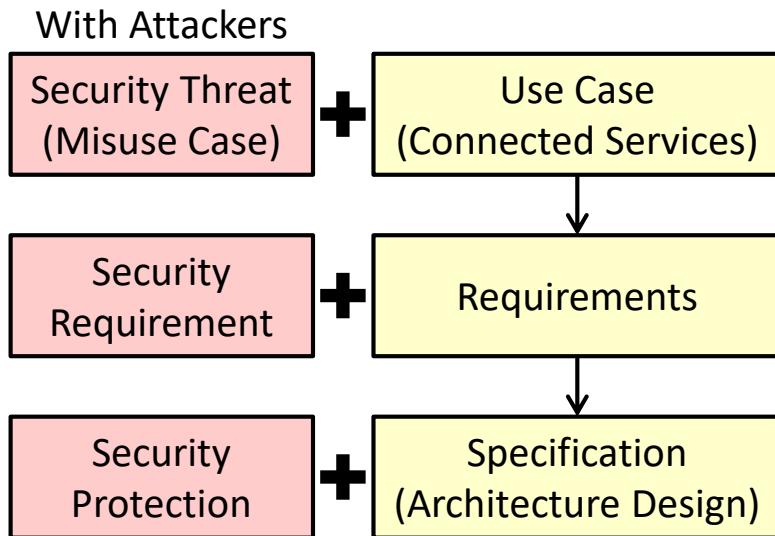 With Attackers
Security Threat
(Misuse Case)
Use Case
(Connected Services)
Security
Requirement
Requirements
Security
Protection
Specification
(Architecture Design)